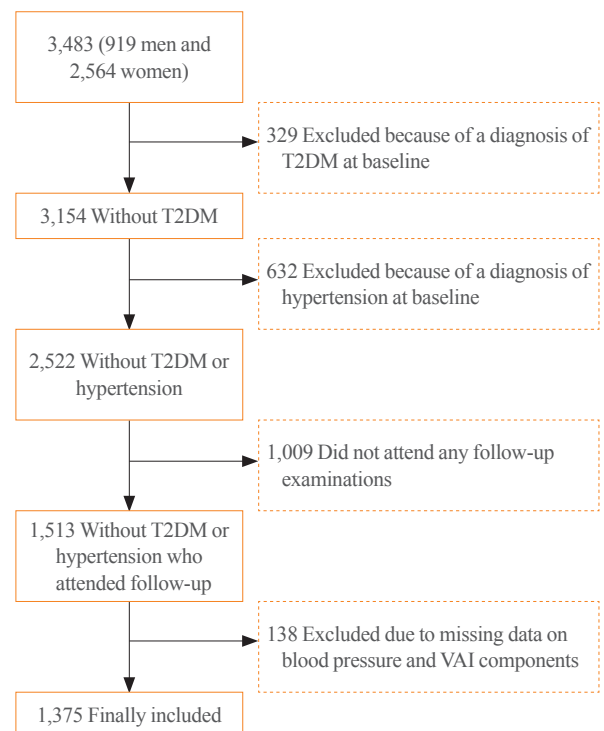 3,483 (919 men and
2,564 women)
329 Excluded because of a diagnosis of
T2DM at baseline
3,154 Without T2DM
632 Excluded because of a diagnosis of
hypertension at baseline
2,522 Without T2DM or
hypertension
1,009 Did not attend any follow-up
examinations
1,513 Without T2DM or
hypertension who
attended follow-up
138 Excluded due to missing data on
blood pressure and VAI components
1,375 Finally included